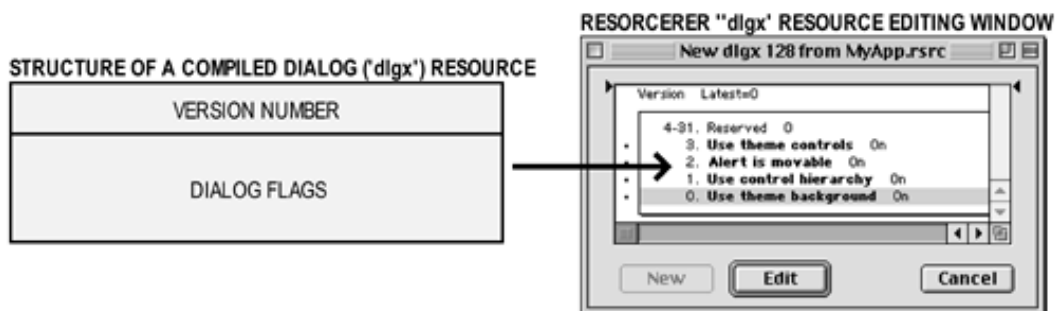 STRUCTURE OF A COMPILED DIALOG ('dlgx') RESOURCE
VERSION NUMBER
DIALOG FLAGS
RESORCERER "dlgx' RESOURCE EDITING WINDOW
New dlgx 128 from MyApp.rsrc
Version Latest=0
4-31. Reserved 0
3. Use theme controls On
2. Alert is movable On
1. Use control hierarchy On
0. Use theme background On
New
Edit
Cancel